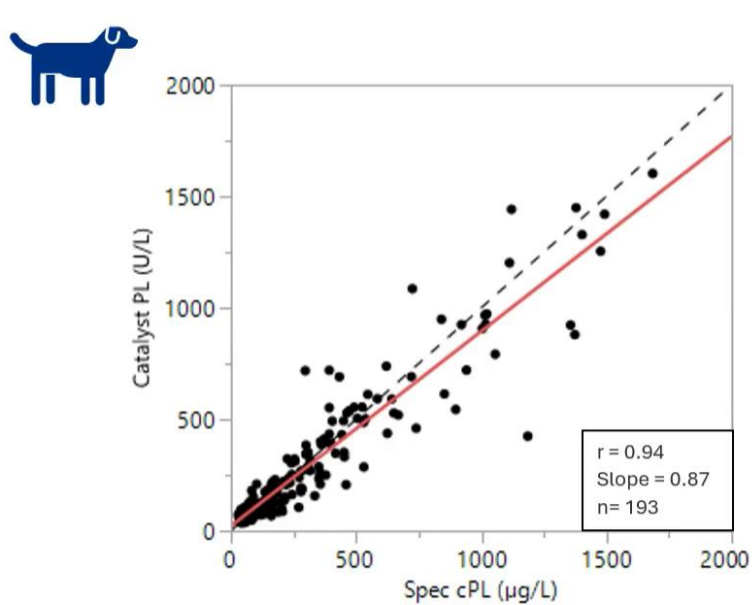 2000
1500
1000
500
0
Catalyst PL (U/L)
r = 0.94
Slope = 0.87
n= 193
0 500 1000 1500 2000
Spec cPL (µg/L)